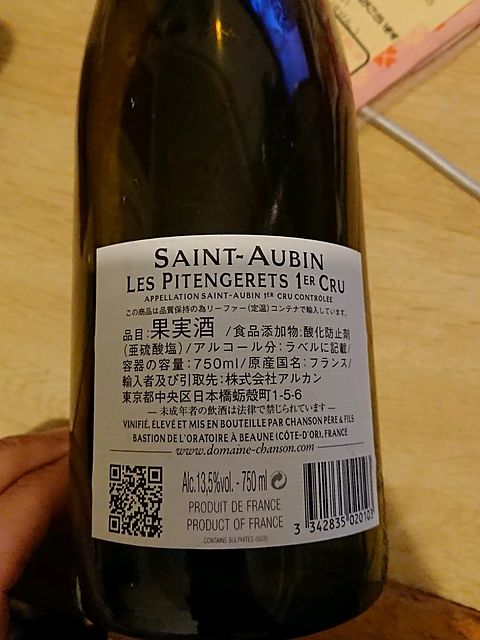 SAINT-AUBIN
LES PITENGERETS 1ER CRU
APPELLATION SAINT-AUBIN 1ER CRU CONTRÔLÉE
この商品は品質保持の為リーファー(定温)コンテナで輸入しています。
品目:果実酒 /食品添加物:酸化防止剤
(亜硫酸塩)/アルコール分:ラベルに記載/
容器の容量:750ml/原産国名:フランス/
輸入者及び引取先:株式会社アルカン
東京都中央区日本橋蛎殻町1-5-6
— 未成年者の飲酒は法律で禁じられています —
VINIFIÉ, ÉLEVÉ ET MIS EN BOUTEILLE PAR CHANSON PÈRE & FILS
BASTION DE L'ORATOIRE À BEAUNE (CÔTE-D'OR), FRANCE
www.domaine-chanson.com
Alc.13,5%vol. - 750 ml
PRODUIT DE FRANCE
PRODUCT OF FRANCE
CONTAINS SULPHITES (SO2)
3 342835 020103